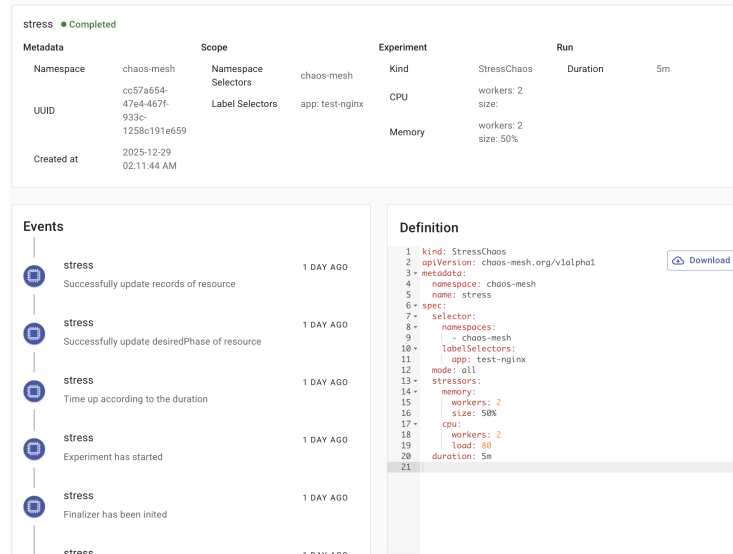 stress Completed
Metadata
Namespace chaos-mesh
UUID cc57a654-
47e4-467f-
933c-
1258c191e659
Created at 2025-12-29
02:11:44 AM
Scope
Namespace
Selectors chaos-mesh
Label Selectors app: test-nginx
Experiment
Kind StressChaos
CPU workers: 2
size:
Memory workers: 2
size: 50%
Run
Duration 5m
Events
stress 1 DAY AGO
Successfully update records of resource
stress 1 DAY AGO
Successfully update desiredPhase of resource
stress 1 DAY AGO
Time up according to the duration
stress 1 DAY AGO
Experiment has started
stress 1 DAY AGO
Finalizer has been inited
stress 1 DAY AGO
Definition
Download
1 kind: StressChaos
2 apiVersion: chaos-mesh.org/v1alpha1
3 metadata:
4 namespace: chaos-mesh
5 name: stress
6 spec:
7 selector:
8 namespaces:
9 - chaos-mesh
10 labelSelectors:
11 app: test-nginx
12 mode: all
13 stressors:
14 memory:
15 workers: 2
16 size: 50%
17 cpu:
18 workers: 2
19 load: 80
20 duration: 5m
21